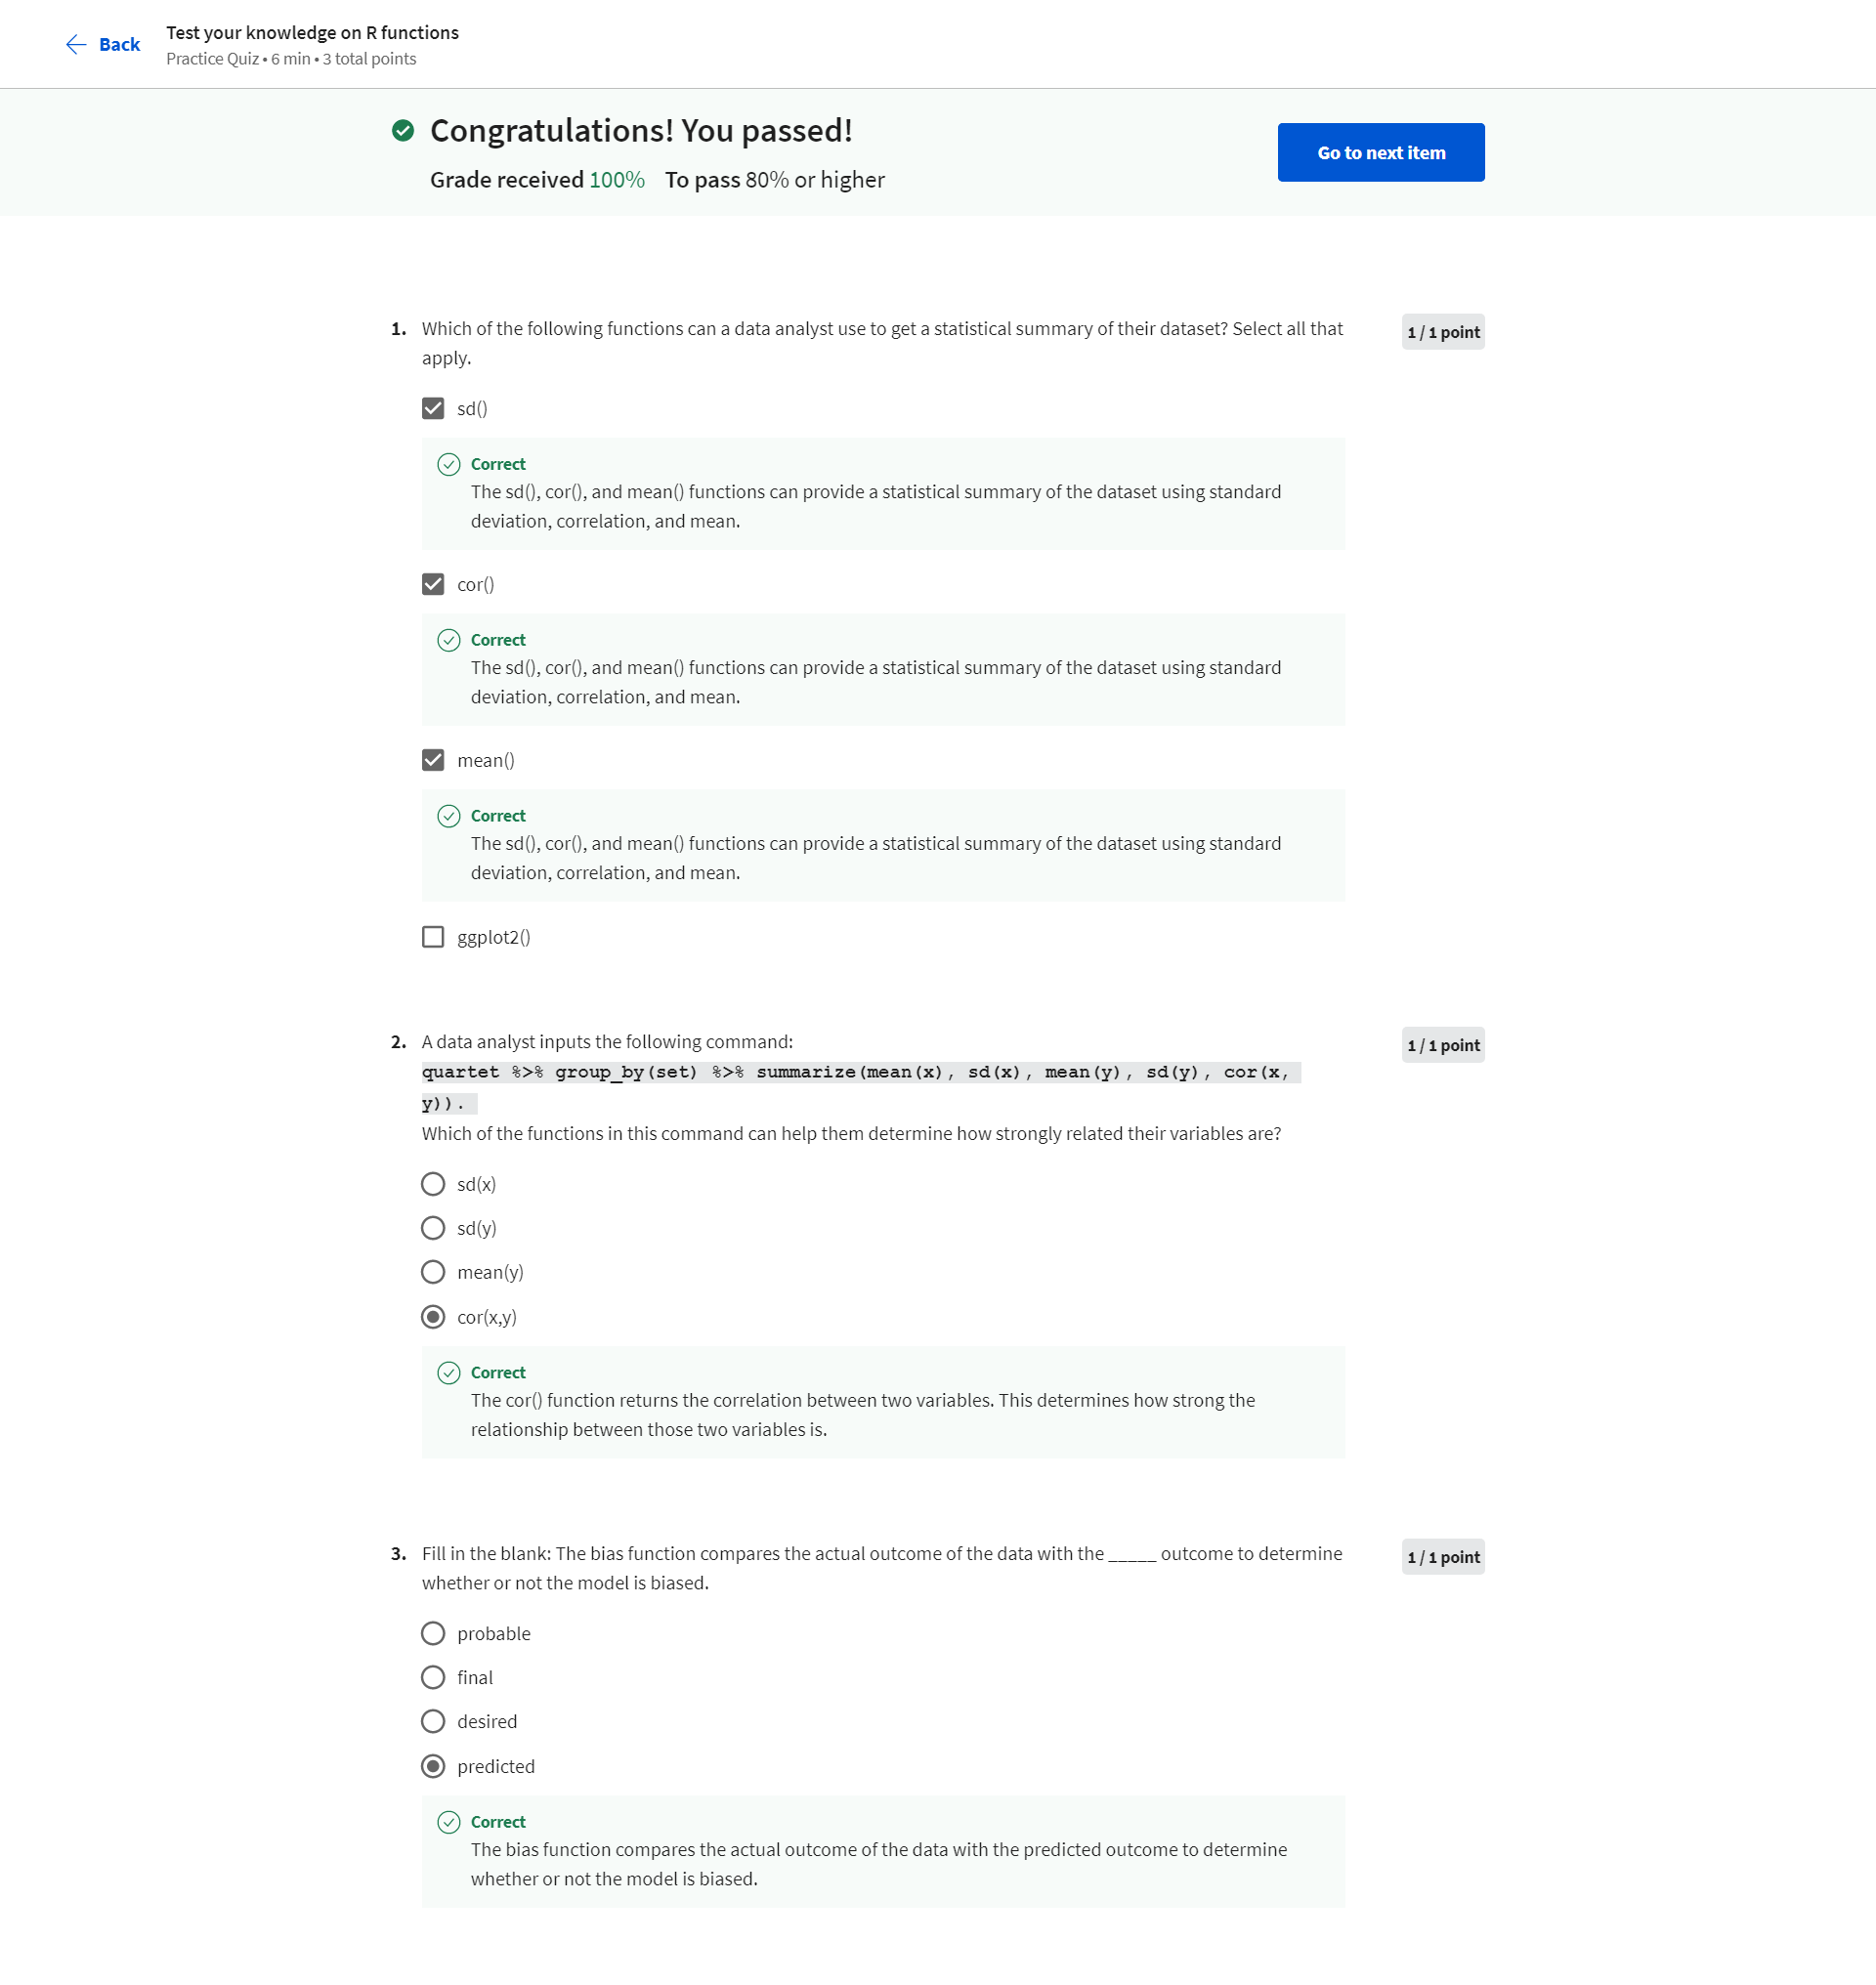 Back
Test your knowledge on R functions
Practice Quiz • 6 min • 3 total points
Congratulations! You passed!
Grade received 100% To pass 80% or higher
Go to next item
1. Which of the following functions can a data analyst use to get a statistical summary of their dataset? Select all that
apply.
1 / 1 point
sd()
Correct
The sd(), cor(), and mean() functions can provide a statistical summary of the dataset using standard
deviation, correlation, and mean.
cor()
Correct
The sd(), cor(), and mean() functions can provide a statistical summary of the dataset using standard
deviation, correlation, and mean.
mean()
Correct
The sd(), cor(), and mean() functions can provide a statistical summary of the dataset using standard
deviation, correlation, and mean.
ggplot2()
2. A data analyst inputs the following command:
1 / 1 point
quartet %>% group_by(set) %>% summarize(mean(x), sd(x), mean(y), sd(y), cor(x,
y)).
Which of the functions in this command can help them determine how strongly related their variables are?
sd(x)
sd(y)
mean(y)
cor(x,y)
Correct
The cor() function returns the correlation between two variables. This determines how strong the
relationship between those two variables is.
3. Fill in the blank: The bias function compares the actual outcome of the data with the _____ outcome to determine
whether or not the model is biased.
1 / 1 point
probable
final
desired
predicted
Correct
The bias function compares the actual outcome of the data with the predicted outcome to determine
whether or not the model is biased.